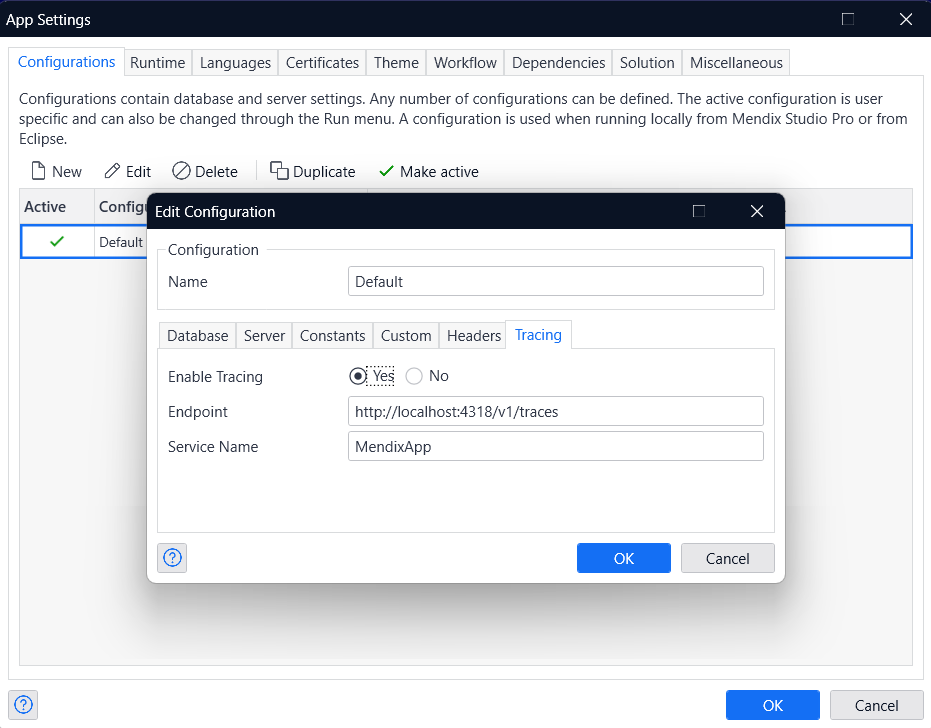 App Settings
Configurations Runtime Languages Certificates Theme Workflow Dependencies Solution Miscellaneous
Configurations contain database and server settings. Any number of configurations can be defined. The active configuration is user
specific and can also be changed through the Run menu. A configuration is used when running locally from Mendix Studio Pro or from
Eclipse.
New Edit Delete Duplicate Make active
Active
Default
Edit Configuration
Configuration
Name Default
Database Server Constants Custom Headers Tracing
Enable Tracing Yes No
Endpoint http://localhost:4318/v1/traces
Service Name MendixApp
OK Cancel
OK Cancel